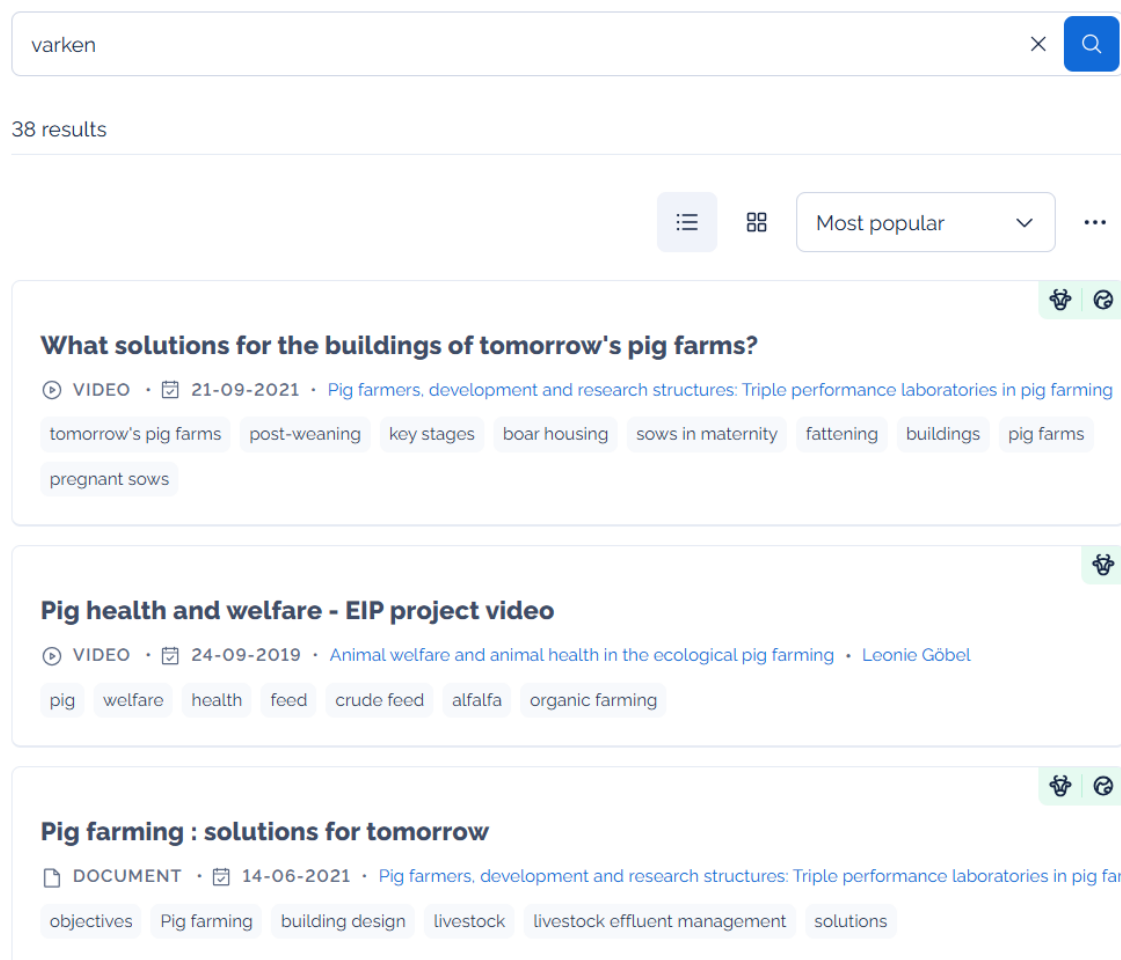 varken
38 results
Most popular
What solutions for the buildings of tomorrow's pig farms?
VIDEO • 21-09-2021 • Pig farmers, development and research structures: Triple performance laboratories in pig farming
tomorrow's pig farms post-weaning key stages boar housing sows in maternity fattening buildings pig farms
pregnant sows
Pig health and welfare - EIP project video
VIDEO • 24-09-2019 • Animal welfare and animal health in the ecological pig farming • Leonie Göbel
pig welfare health feed crude feed alfalfa organic farming
Pig farming : solutions for tomorrow
DOCUMENT • 14-06-2021 • Pig farmers, development and research structures: Triple performance laboratories in pig
objectives Pig farming building design livestock livestock effluent management solutions